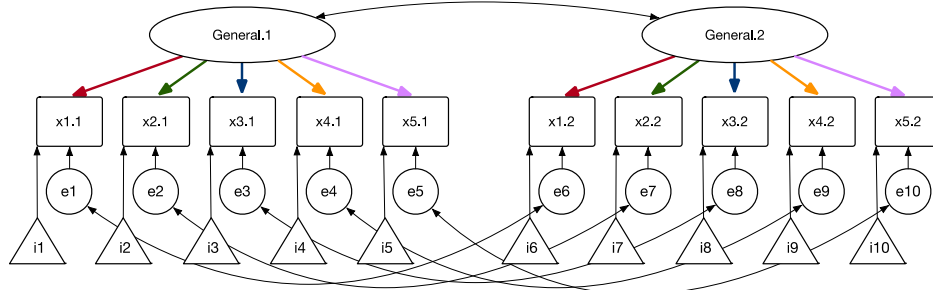 General.1 General.2
x1.1 x2.1 x3.1 x4.1 x5.1 x1.2 x2.2 x3.2 x4.2 x5.2
e1 e2 e3 e4 e5 e6 e7 e8 e9 e10
i1 i2 i3 i4 i5 i6 i7 i8 i9 i10